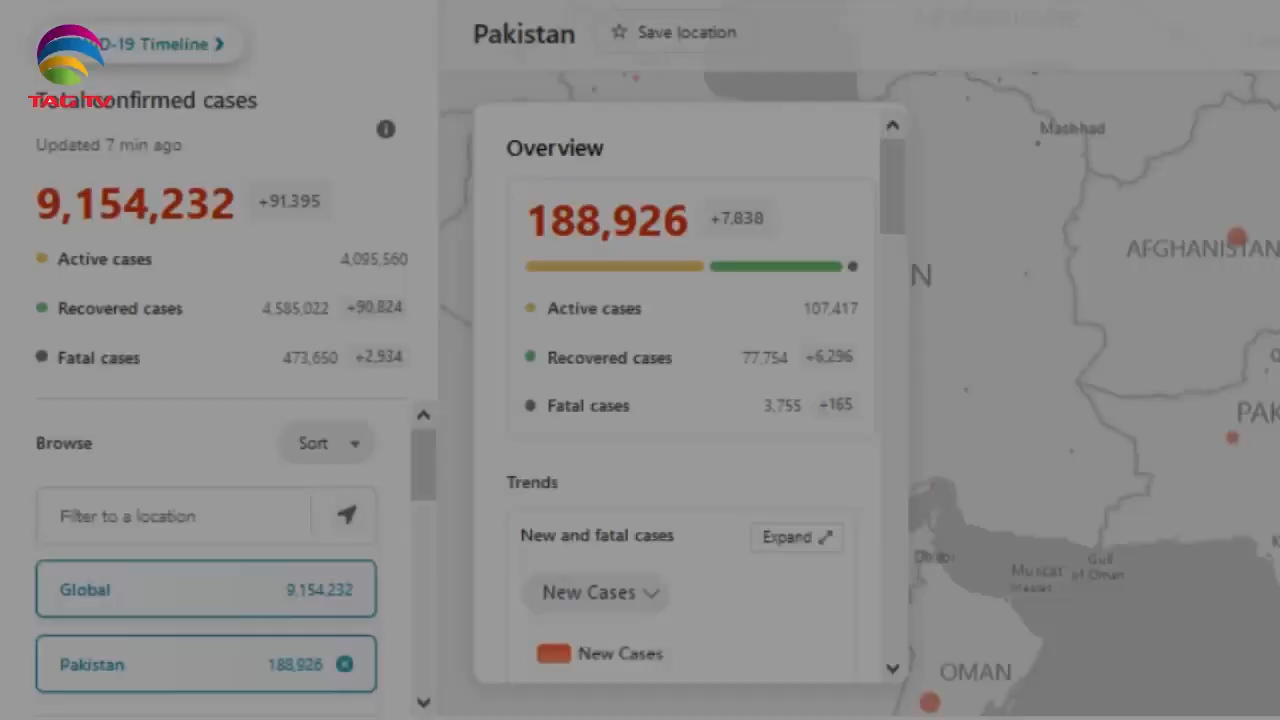 D-19 Timeline
TAG TV
Total confirmed cases
Updated 7 min ago
9,154,232 +91,395
Active cases 4,095,560
Recovered cases 4,585,022 +90,824
Fatal cases 473,650 +2,934
Browse Sort
Filter to a location
Global 9,154,232
Pakistan 188,926
Pakistan Save location
Overview
188,926 +7,838
Active cases 107,417
Recovered cases 77,754 +6,296
Fatal cases 3,755 +165
Trends
New and fatal cases Expand
New Cases
New Cases
Mashhad
AFGHANISTAN
N
PAK
Dhabi
Muscat
Gulf
of Oman
OMAN